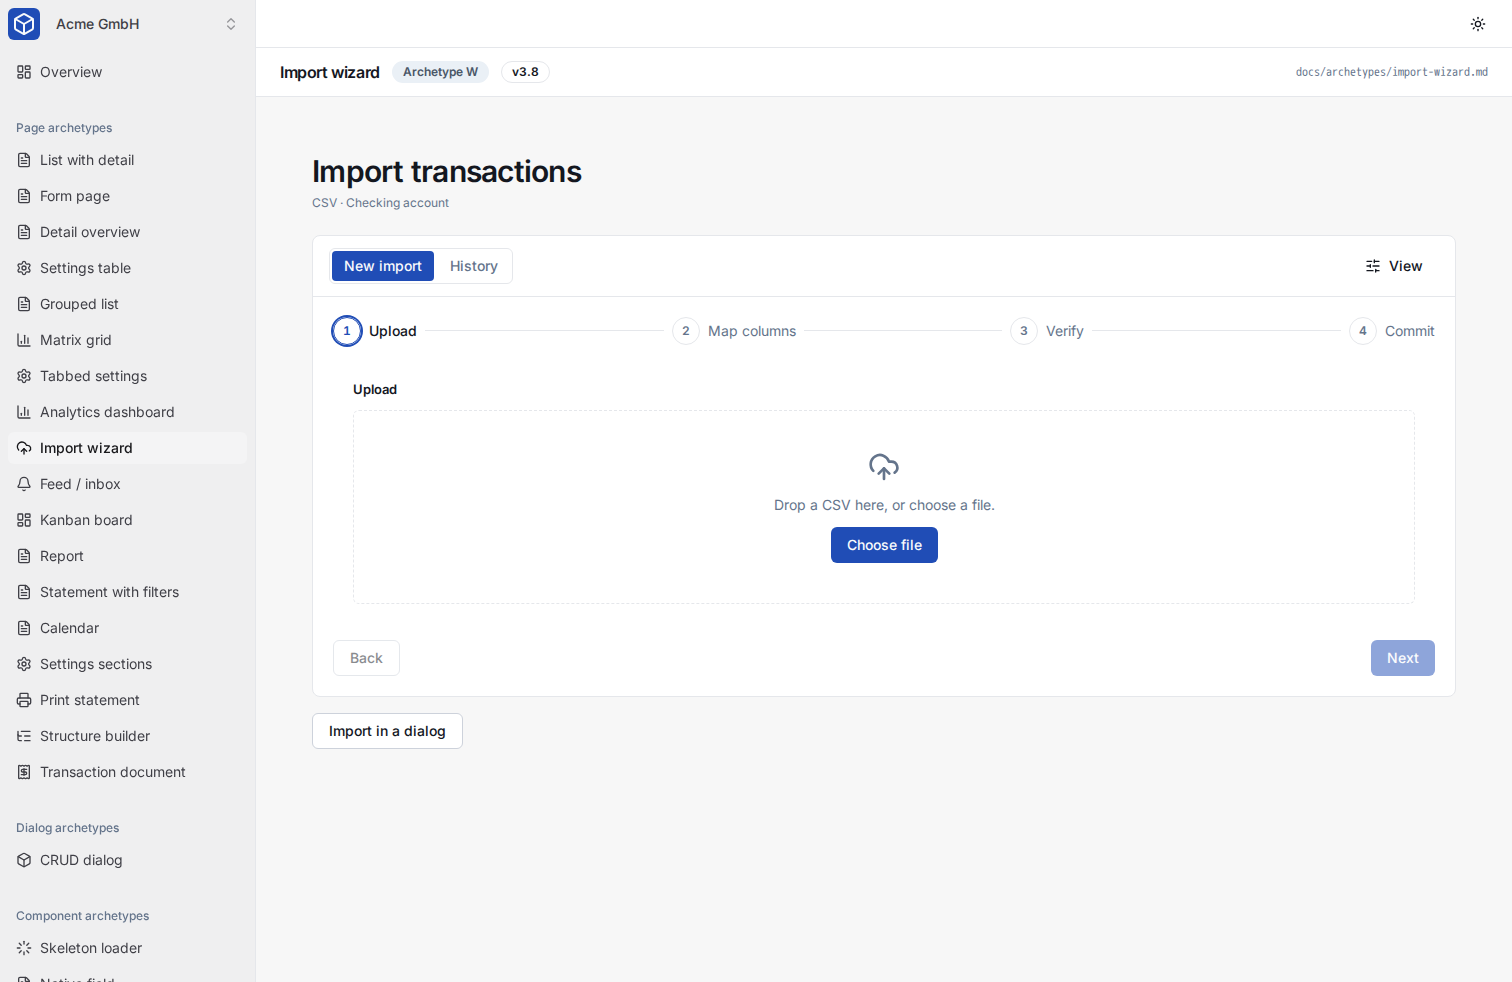 Acme GmbH
Overview
Page archetypes
List with detail
Form page
Detail overview
Settings table
Grouped list
Matrix grid
Tabbed settings
Analytics dashboard
Import wizard
Feed / inbox
Kanban board
Report
Statement with filters
Calendar
Settings sections
Print statement
Structure builder
Transaction document
Dialog archetypes
CRUD dialog
Component archetypes
Skeleton loader
Native field
Import wizard Archetype W v3.8 docs/archetypes/import-wizard.md
Import transactions
CSV · Checking account
New import History View
1 Upload 2 Map columns 3 Verify 4 Commit
Upload
Drop a CSV here, or choose a file.
Choose file
Back Next
Import in a dialog